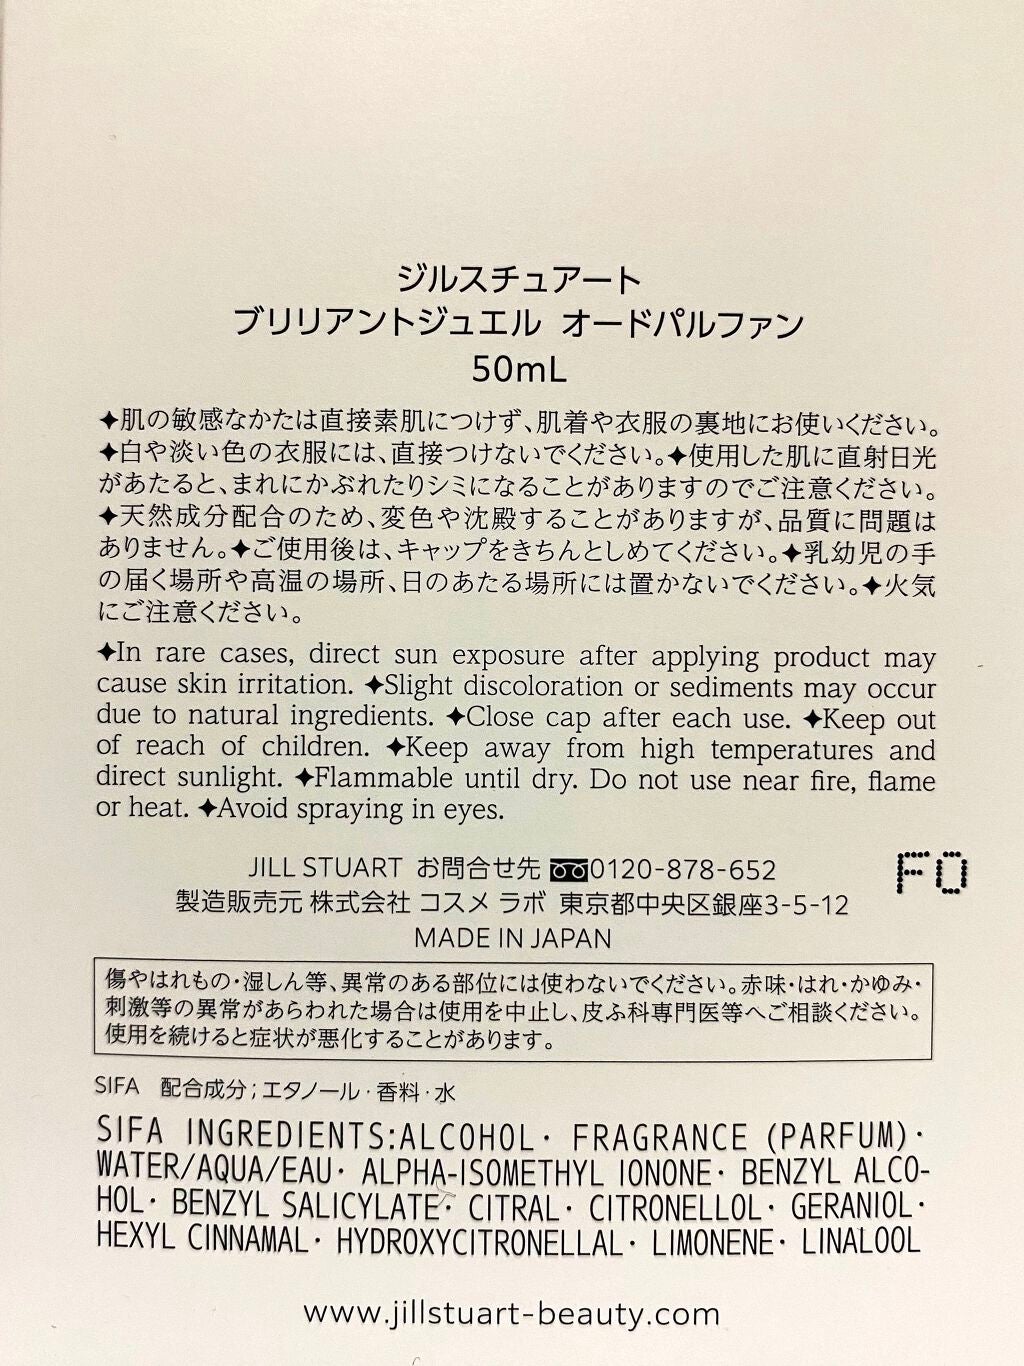 ジルスチュアート
ブリリアントジュエル オードパルファン
50mL
✦肌の敏感なかたは直接素肌につけず、肌着や衣服の裏地にお使いください。
✦白や淡い色の衣服には、直接つけないでください。✦使用した肌に直射日光
があたると、まれにかぶれたりシミになることがありますのでご注意ください。
✦天然成分配合のため、変色や沈殿することがありますが、品質に問題は
ありません。✦ご使用後は、キャップをきちんとしめてください。✦乳幼児の手
の届く場所や高温の場所、日のあたる場所には置かないでください。✦火気
にご注意ください。
✦In rare cases, direct sun exposure after applying product may
cause skin irritation. ✦Slight discoloration or sediments may occur
due to natural ingredients. ✦Close cap after each use. ✦Keep out
of reach of children. ✦Keep away from high temperatures and
direct sunlight. ✦Flammable until dry. Do not use near fire, flame
or heat. ✦Avoid spraying in eyes.
JILL STUART お問合せ先 0120-878-652
FO
製造販売元 株式会社 コスメ ラボ 東京都中央区銀座3-5-12
MADE IN JAPAN
傷やはれもの・湿しん等、異常のある部位には使わないでください。赤味・はれ・かゆみ・
刺激等の異常があらわれた場合は使用を中止し、皮ふ科専門医等へご相談ください。
使用を続けると症状が悪化することがあります。
SIFA 配合成分;エタノール・香料・水
SIFA INGREDIENTS:ALCOHOL・ FRAGRANCE (PARFUM)・
WATER/AQUA/EAU・ ALPHA-ISOMETHYL IONONE・ BENZYL ALCO-
HOL・ BENZYL SALICYLATE・ CITRAL・ CITRONELLOL・ GERANIOL・
HEXYL CINNAMAL・ HYDROXYCITRONELLAL・ LIMONENE・ LINALOOL
www.jillstuart-beauty.com